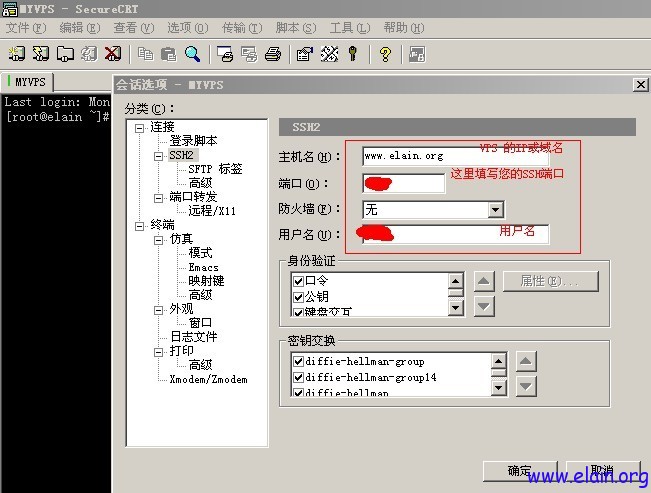 MYVPS - SecureCRT
文件(F) 编辑(E) 查看(V) 选项(O) 传输(T) 脚本(S) 工具(L) 帮助(H)
MYVPS
Last login: Mon
[root@elain ~]#
会话选项 - MYVPS
分类(C):
连接
登录脚本
SSH2
SFTP 标签
高级
端口转发
远程/X11
终端
仿真
模式
Emacs
映射键
高级
外观
窗口
日志文件
打印
高级
Xmodem/Zmodem
SSH2
主机名(H): www.elain.org VPS 的IP或域名
端口(O): 这里填写您的SSH端口
防火墙(F): 无
用户名(U): 用户名
身份验证
口令
公钥
键盘交互
属性(E)...
密钥交换
diffie-hellman-group
diffie-hellman-group14
diffie-hellman
确定 取消
www.elain.org